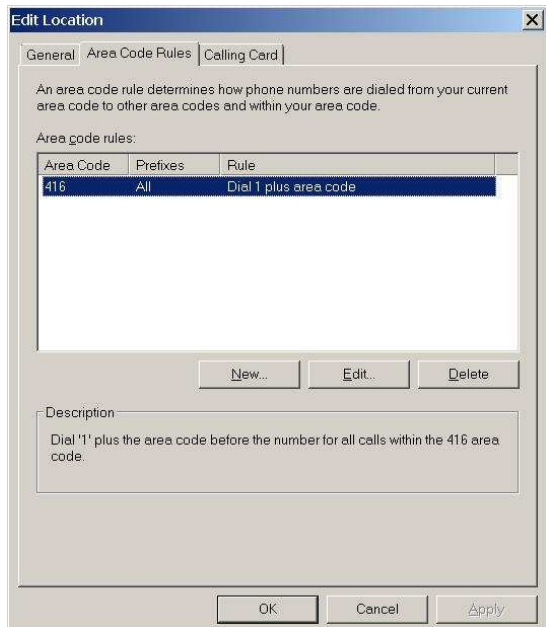 Edit Location
General Area Code Rules Calling Card
An area code rule determines how phone numbers are dialed from your current
area code to other area codes and within your area code.
Area code rules:
Area Code Prefixes Rule
416 All Dial 1 plus area code
New... Edit... Delete
Description
Dial '1' plus the area code before the number for all calls within the 416 area
code.
OK Cancel Apply